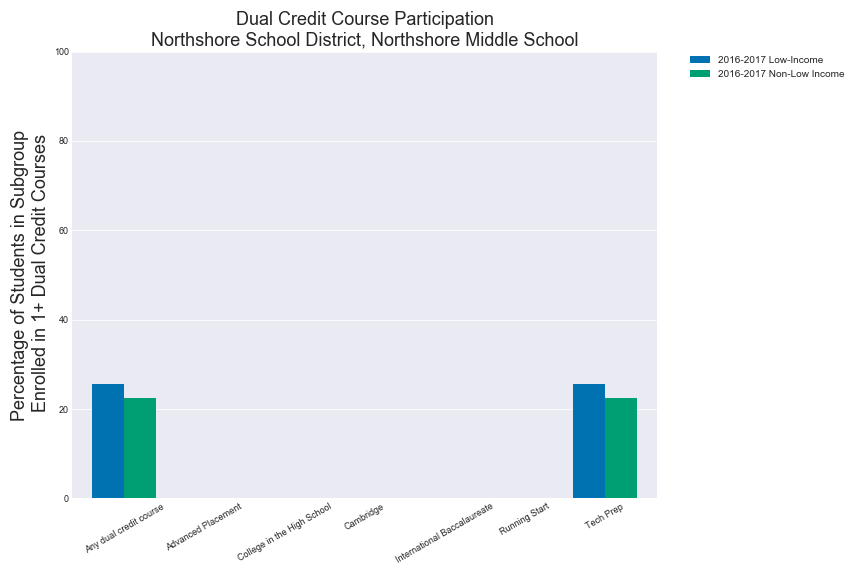 Dual Credit Course Participation
Northshore School District, Northshore Middle School
2016-2017 Low-Income
2016-2017 Non-Low Income
Percentage of Students in Subgroup
Enrolled in 1+ Dual Credit Courses
100
80
60
40
20
0
Any dual credit course
Advanced Placement
College in the High School
Cambridge
International Baccalaureate
Running Start
Tech Prep